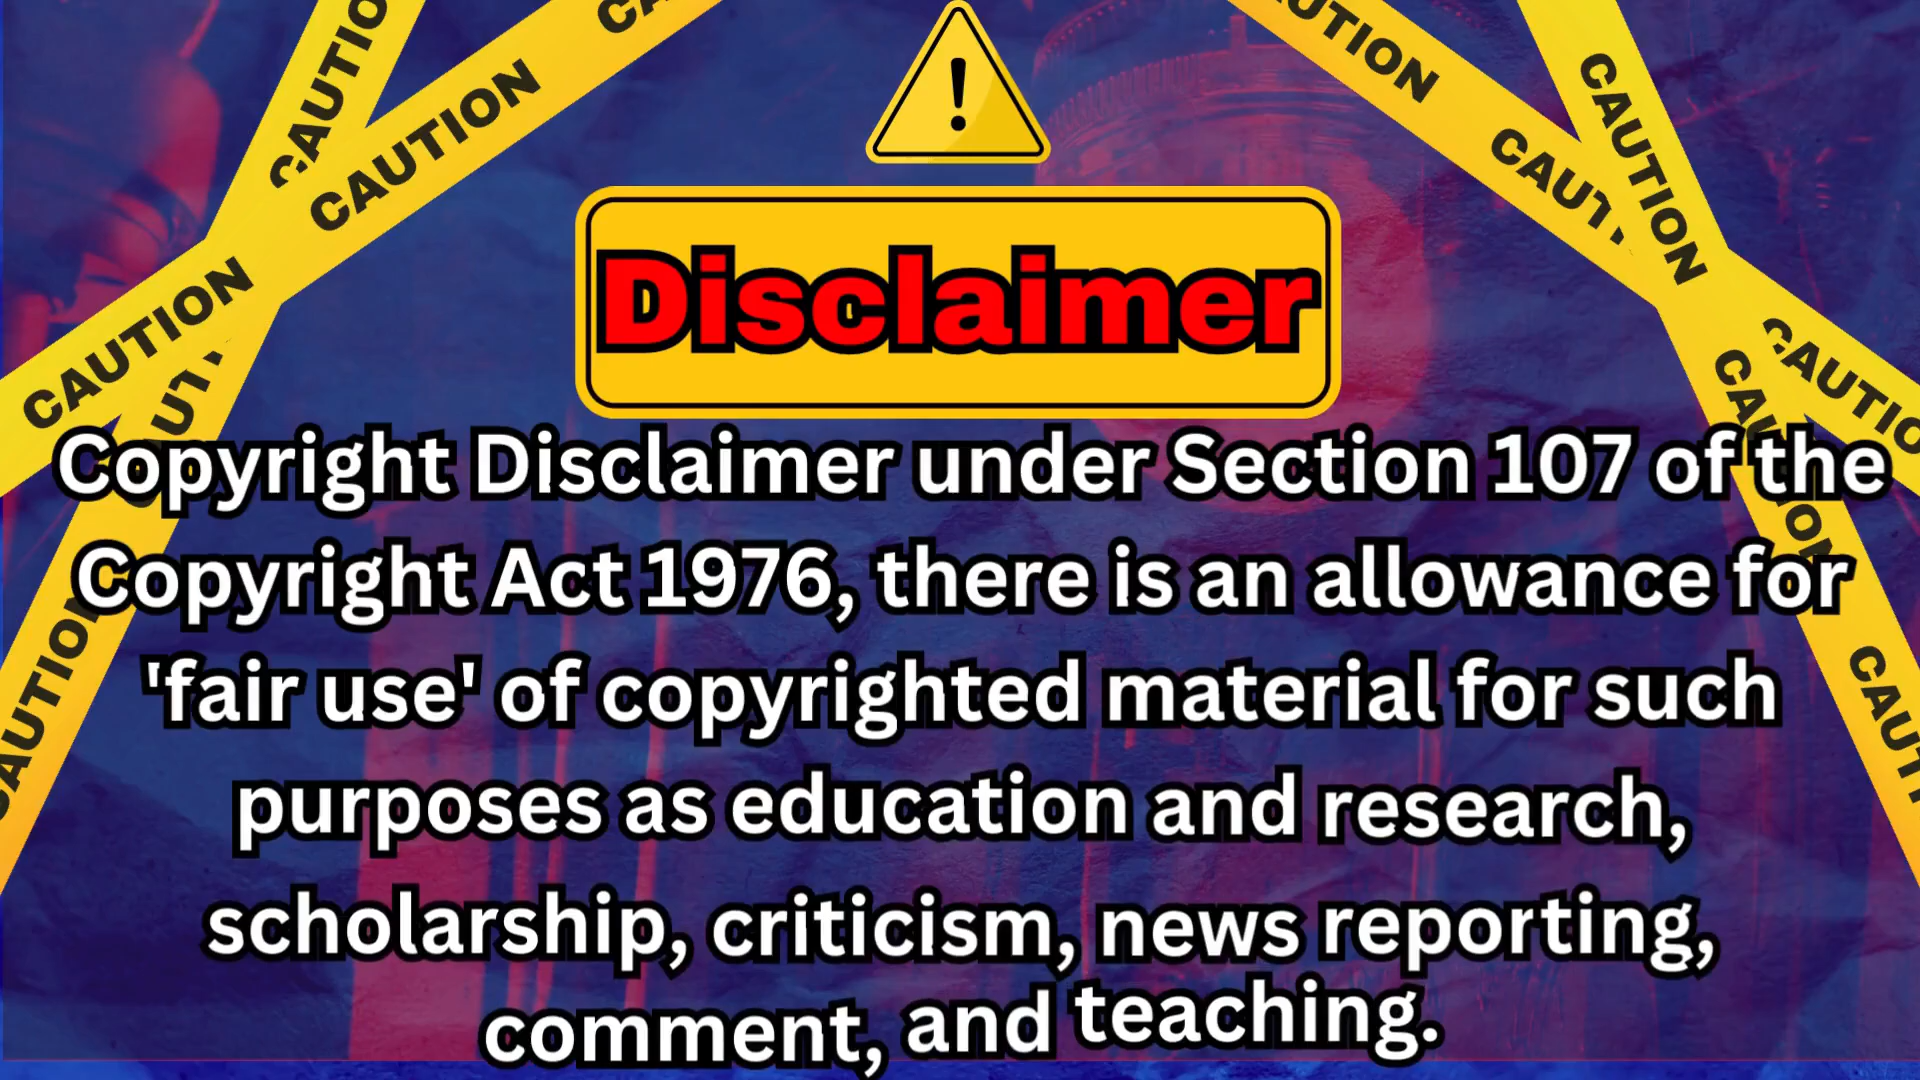 CAUTIO
CAUTION
CAUTION
CAUTION
CAUTION
CAUTIO
!
Disclaimer
Copyright Disclaimer under Section 107 of the
Copyright Act 1976, there is an allowance for
'fair use' of copyrighted material for such
purposes as education and research,
scholarship, criticism, news reporting,
comment, and teaching.